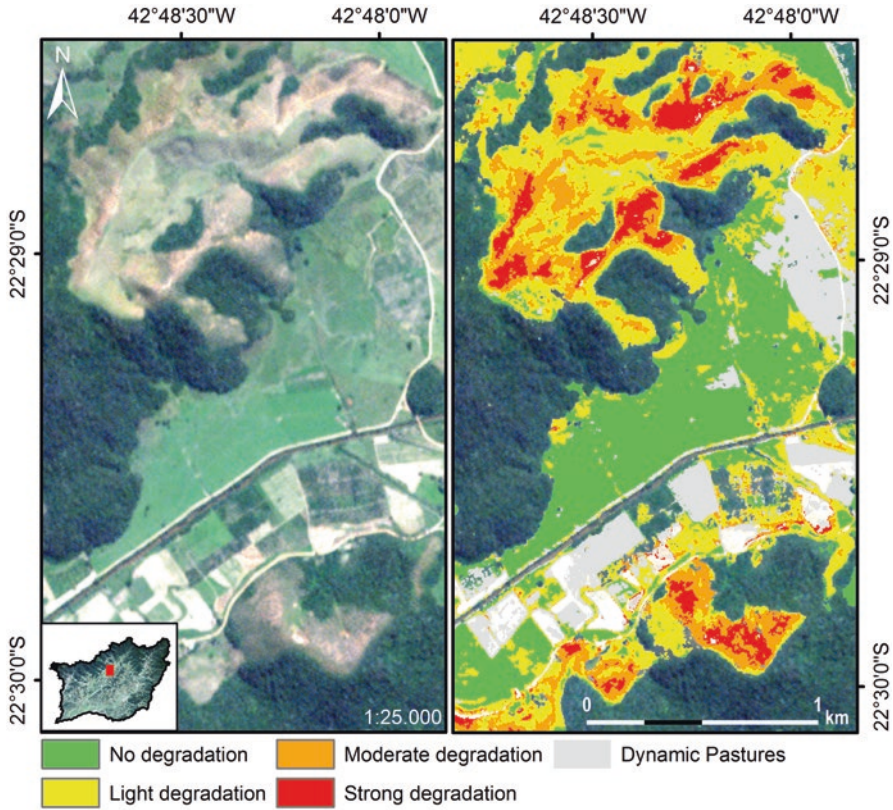 42°48'30"W
42°48'0"W
42°48'30"W
42°48'0"W
N
22°29'0"S
22°29'0"S
22°30'0"S
22°30'0"S
1:25.000
0
1
km
No degradation
Moderate degradation
Dynamic Pastures
Light degradation
Strong degradation